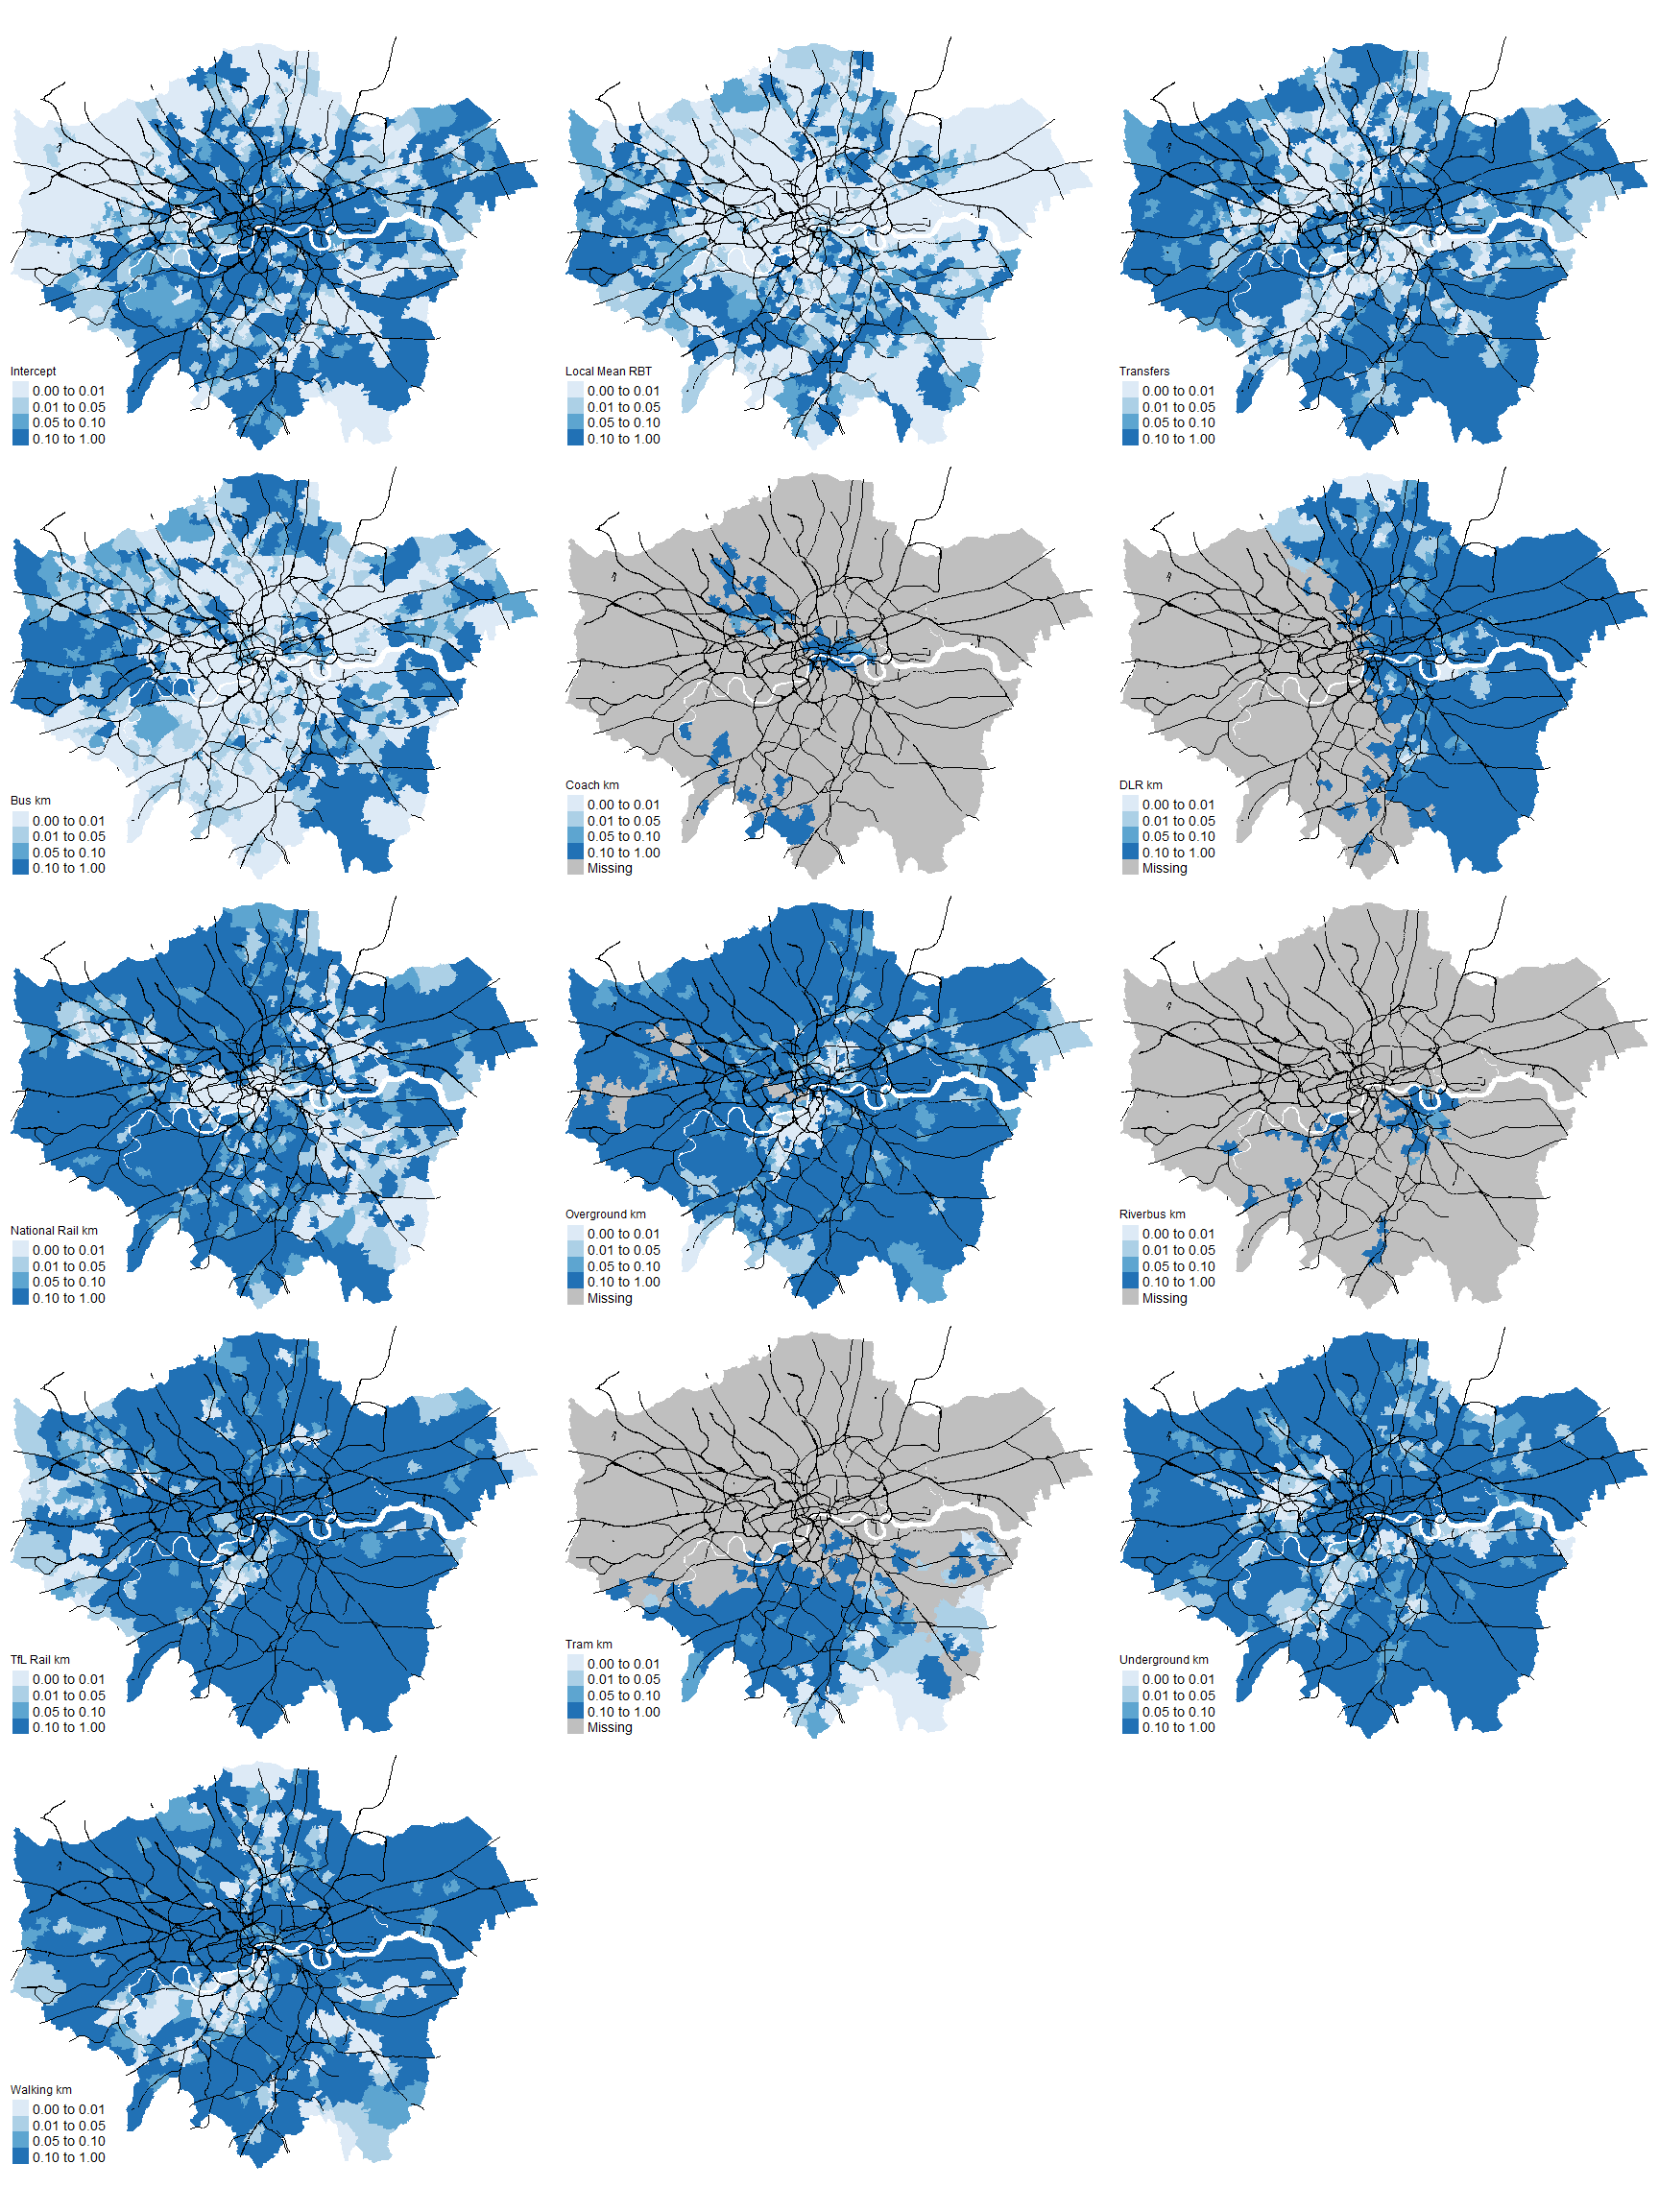 Intercept
0.00 to 0.01
0.01 to 0.05
0.05 to 0.10
0.10 to 1.00
Local Mean RBT
0.00 to 0.01
0.01 to 0.05
0.05 to 0.10
0.10 to 1.00
Transfers
0.00 to 0.01
0.01 to 0.05
0.05 to 0.10
0.10 to 1.00
Bus km
0.00 to 0.01
0.01 to 0.05
0.05 to 0.10
0.10 to 1.00
Coach km
0.00 to 0.01
0.01 to 0.05
0.05 to 0.10
0.10 to 1.00
Missing
DLR km
0.00 to 0.01
0.01 to 0.05
0.05 to 0.10
0.10 to 1.00
Missing
National Rail km
0.00 to 0.01
0.01 to 0.05
0.05 to 0.10
0.10 to 1.00
Overground km
0.00 to 0.01
0.01 to 0.05
0.05 to 0.10
0.10 to 1.00
Missing
Riverbus km
0.00 to 0.01
0.01 to 0.05
0.05 to 0.10
0.10 to 1.00
Missing
TfL Rail km
0.00 to 0.01
0.01 to 0.05
0.05 to 0.10
0.10 to 1.00
Tram km
0.00 to 0.01
0.01 to 0.05
0.05 to 0.10
0.10 to 1.00
Missing
Underground km
0.00 to 0.01
0.01 to 0.05
0.05 to 0.10
0.10 to 1.00
Walking km
0.00 to 0.01
0.01 to 0.05
0.05 to 0.10
0.10 to 1.00